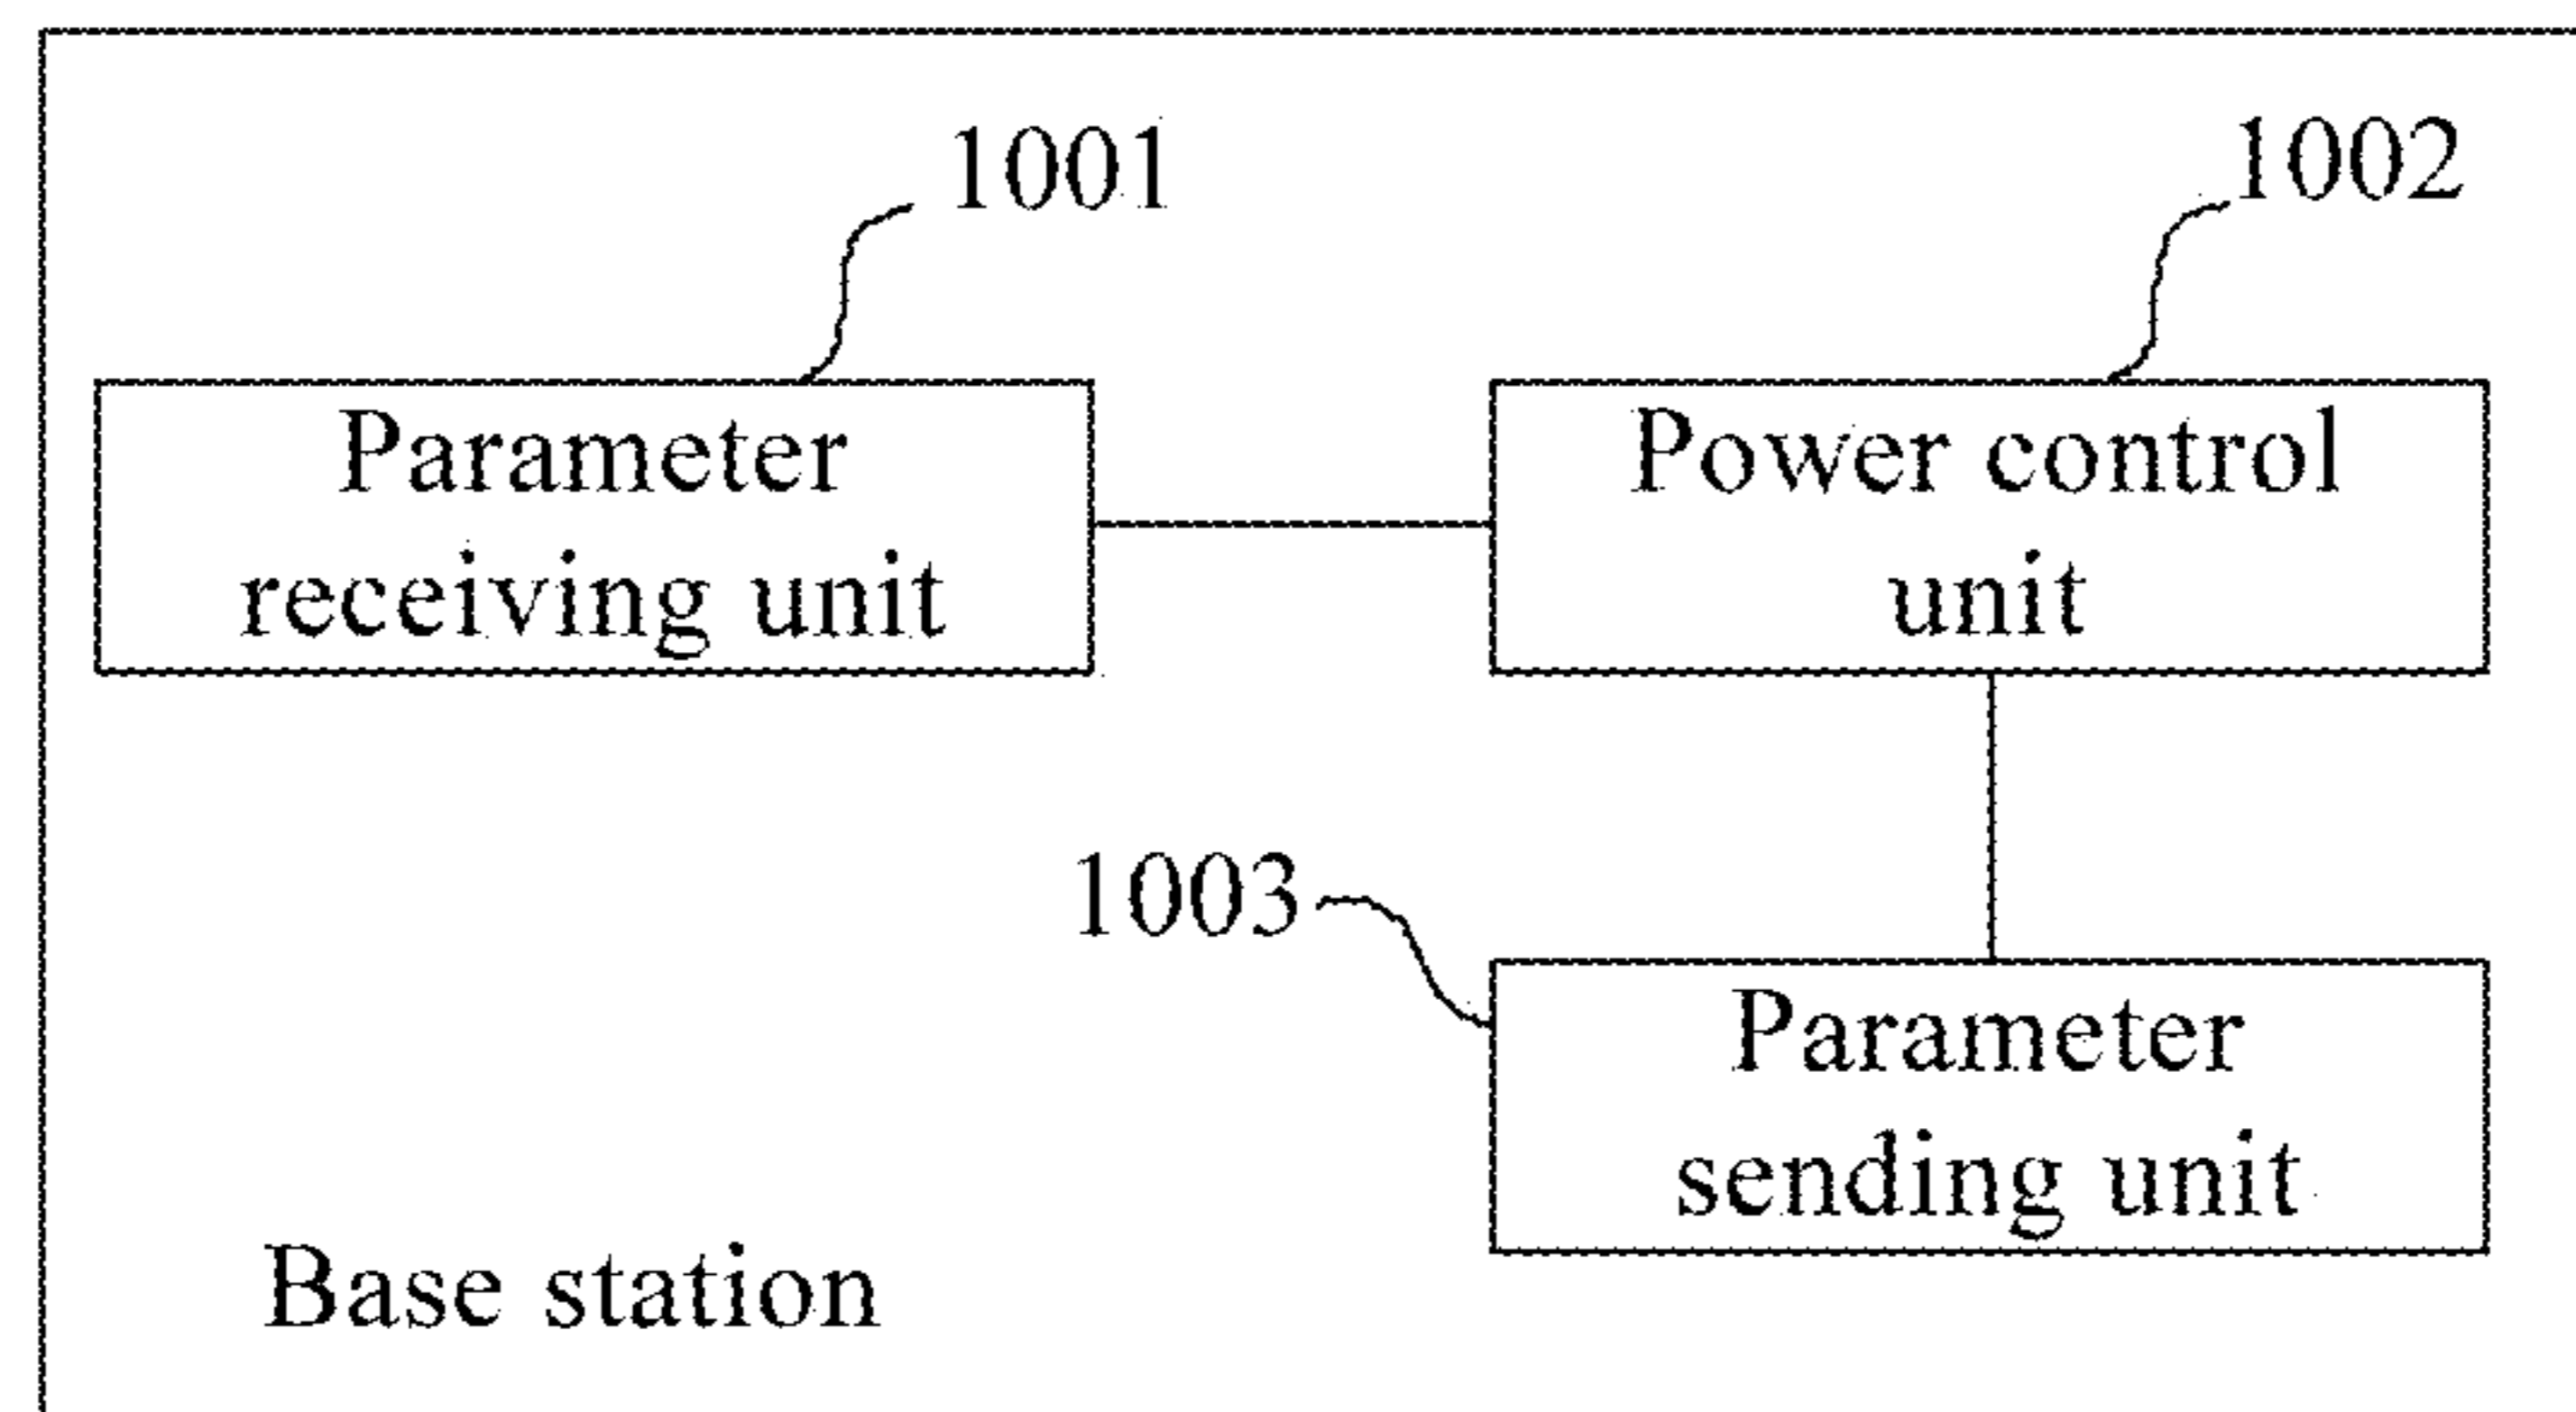 1001
1002
Parameter
receiving unit
Power control
unit
1003
Parameter
sending unit
Base station